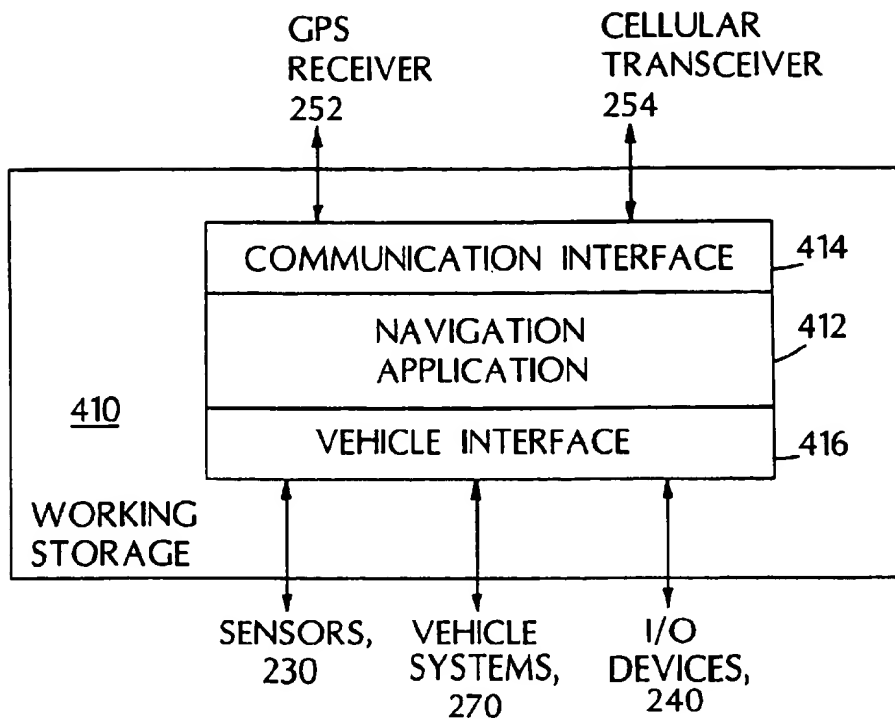 GPS
RECEIVER
252
CELLULAR
TRANSCEIVER
254
COMMUNICATION INTERFACE
414
NAVIGATION
APPLICATION
412
VEHICLE INTERFACE
416
410
WORKING
STORAGE
SENSORS,
230
VEHICLE
SYSTEMS,
270
I/O
DEVICES,
240